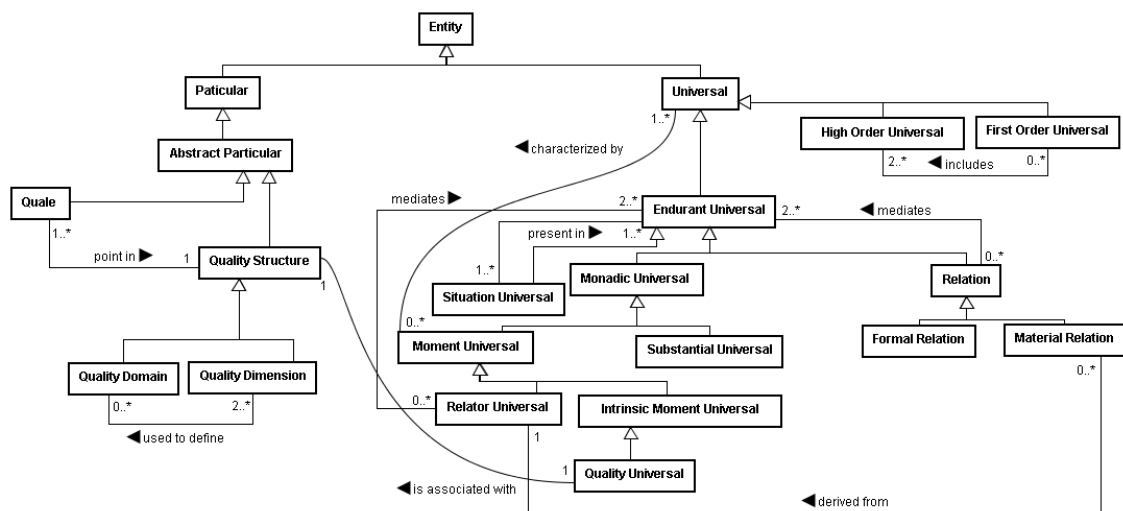 Entity
Paticular
Universal
1..*
High Order Universal
First Order Universal
2..*
◀ includes
0..*
Abstract Particular
◀ characterized by
Quale
1..*
mediates ▶
2..*
Endurant Universal
2..*
◀ mediates
present in ▶
1..*
point in ▶
1
Quality Structure
1
1..*
Situation Universal
Monadic Universal
0..*
Relation
0..*
Moment Universal
Substantial Universal
Formal Relation
Material Relation
0..*
Quality Domain
Quality Dimension
0..*
2..*
◀ used to define
0..*
Relator Universal
1
Intrinsic Moment Universal
1
Quality Universal
◀ is associated with
◀ derived from